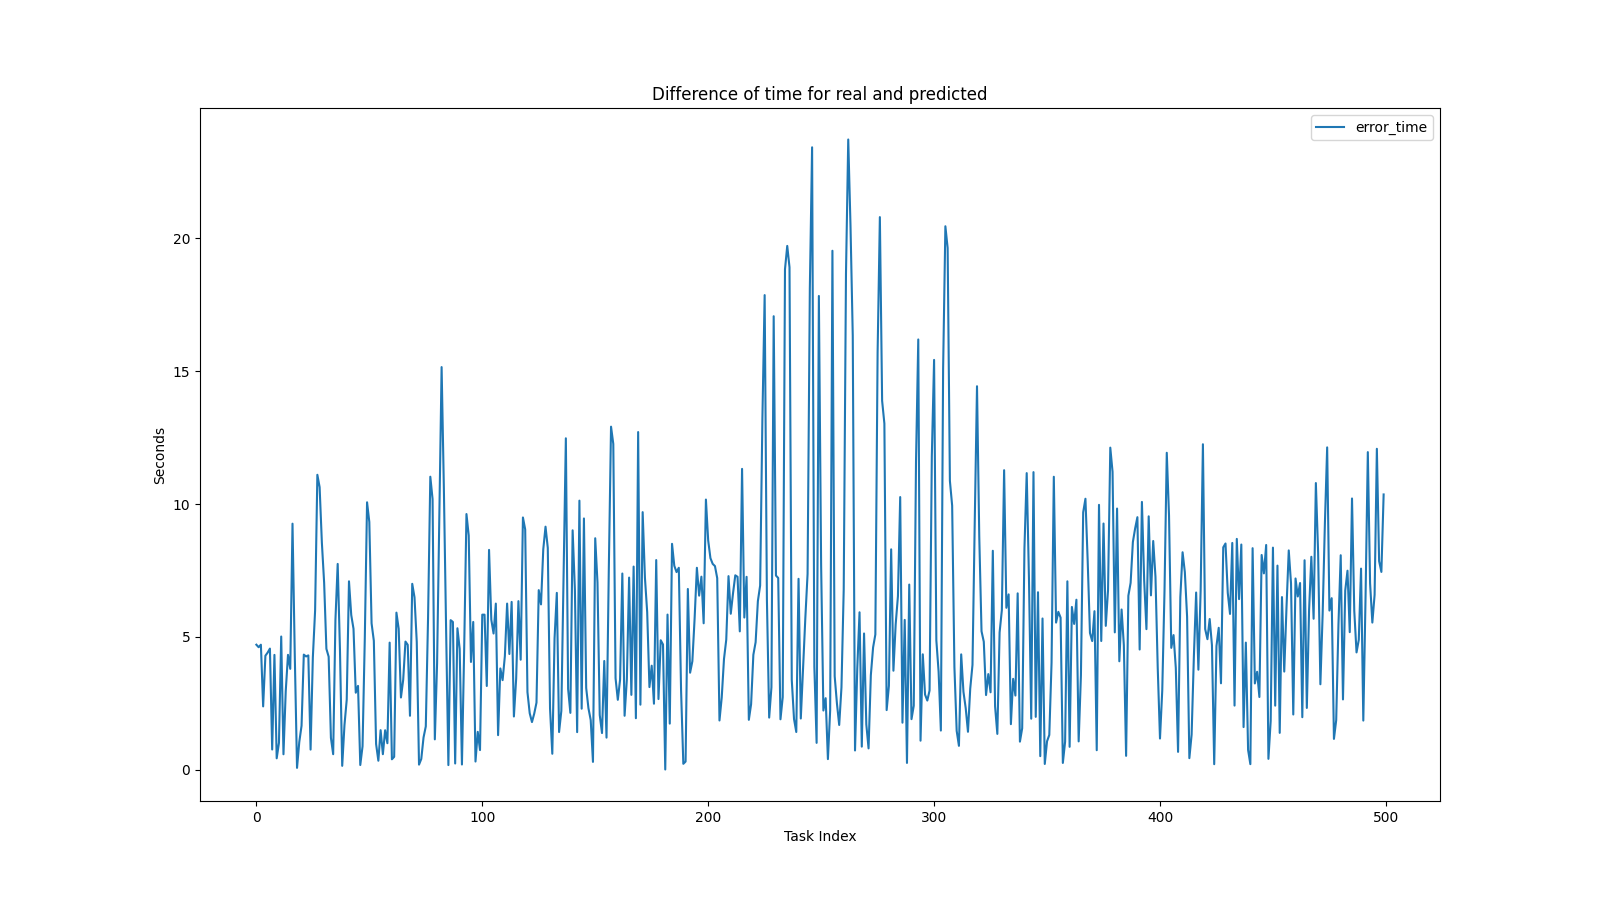 Difference of time for real and predicted
error_time
20
15
10
5
0
Seconds
0 100 200 300 400 500
Task Index